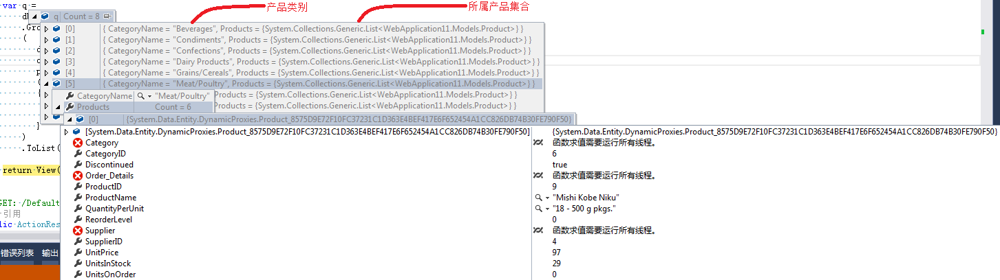 产品类别
所属产品集合
var q =
q Count = 8
db
.Gro
[0] { CategoryName = "Beverages", Products = {System.Collections.Generic.List<WebApplication11.Models.Product>} }
( [1] { CategoryName = "Condiments", Products = {System.Collections.Generic.List<WebApplication11.Models.Product>} }
[2] { CategoryName = "Confections", Products = {System.Collections.Generic.List<WebApplication11.Models.Product>} }
[3] { CategoryName = "Dairy Products", Products = {System.Collections.Generic.List<WebApplication11.Models.Product>} }
[4] { CategoryName = "Grains/Cereals", Products = {System.Collections.Generic.List<WebApplication11.Models.Product>} }
[5] { CategoryName = "Meat/Poultry", Products = {System.Collections.Generic.List<WebApplication11.Models.Product>} }
CategoryName "Meat/Poultry" Products = {System.Collections.Generic.List<WebApplication11.Models.Product>} }
Products Count = 6 Products = {System.Collections.Generic.List<WebApplication11.Models.Product>} }
[0] {System.Data.Entity.DynamicProxies.Product_8575D9E72F10FC37231C1D363E4BEF417E6F652454A1CC826DB74B30FE790F50}
} [System.Data.Entity.DynamicProxies.Product_8575D9E72F10FC37231C1D363E4BEF417E6F652454A1CC826DB74B30FE790F50] {System.Data.Entity.DynamicProxies.Product_8575D9E72F10FC37231C1D363E4BEF417E6F652454A1CC826DB74B30FE790F50}
) Category 函数求值需要运行所有线程。
.ToList( CategoryID 6
Discontinued true
return View( Order_Details 函数求值需要运行所有线程。
ProductID 9
ProductName "Mishi Kobe Niku"
GET: /Default QuantityPerUnit "18 - 500 g pkgs."
引用 ReorderLevel 0
lic ActionRes Supplier 函数求值需要运行所有线程。
SupplierID 4
错误列表 输出 UnitPrice 97
UnitsInStock 29
UnitsOnOrder 0